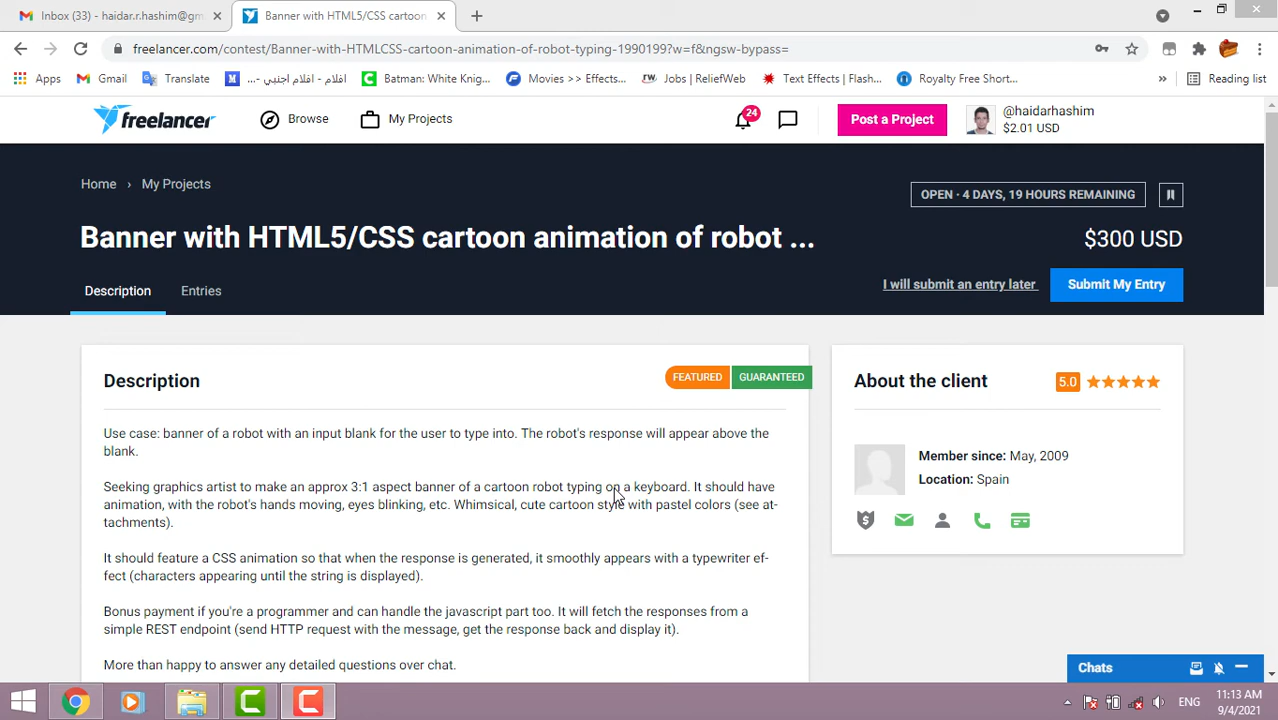 Inbox (33) - haidar.r.hashim@gm
Banner with HTML5/CSS cartoon
freelancer.com/contest/Banner-with-HTMLCSS-cartoon-animation-of-robot-typing-1990199?w=f&ngsw-bypass=
Apps
Gmail
Translate
افلام اجنبي - افلام...
Batman: White Knig...
Movies >> Effects...
rw Jobs | ReliefWeb
Text Effects | Flash...
Royalty Free Short...
»
Reading list
freelancer
Browse
My Projects
24
Post a Project
@haidarhashim
$2.01 USD
Home › My Projects
OPEN · 4 DAYS, 19 HOURS REMAINING
Banner with HTML5/CSS cartoon animation of robot ...
$300 USD
Description
Entries
I will submit an entry later
Submit My Entry
Description
FEATURED
GUARANTEED
Use case: banner of a robot with an input blank for the user to type into. The robot's response will appear above the
blank.
Seeking graphics artist to make an approx 3:1 aspect banner of a cartoon robot typing on a keyboard. It should have
animation, with the robot's hands moving, eyes blinking, etc. Whimsical, cute cartoon style with pastel colors (see at-
tachments).
It should feature a CSS animation so that when the response is generated, it smoothly appears with a typewriter ef-
fect (characters appearing until the string is displayed).
Bonus payment if you're a programmer and can handle the javascript part too. It will fetch the responses from a
simple REST endpoint (send HTTP request with the message, get the response back and display it).
More than happy to answer any detailed questions over chat.
About the client
5.0
Member since: May, 2009
Location: Spain
Chats
ENG
11:13 AM
9/4/2021